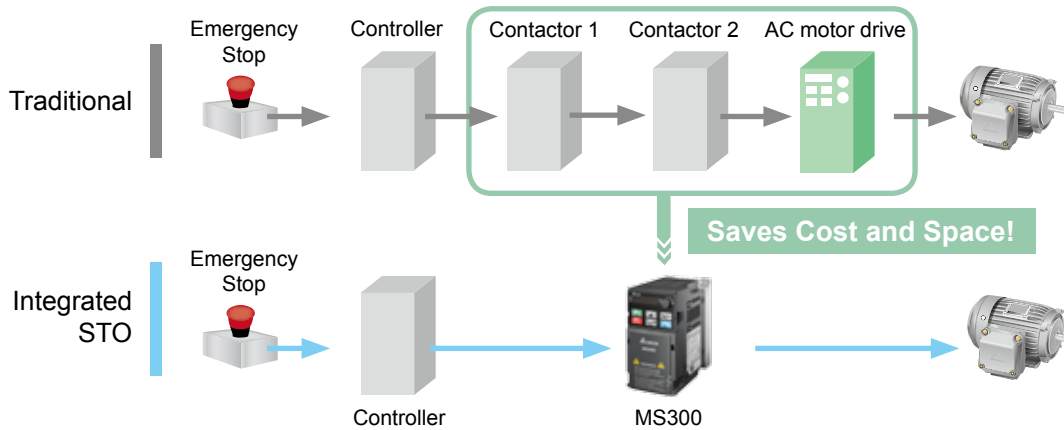 Emergency
Stop
Controller
Contactor 1
Contactor 2
AC motor drive
Traditional
Saves Cost and Space!
Emergency
Stop
Integrated
STO
Controller
MS300